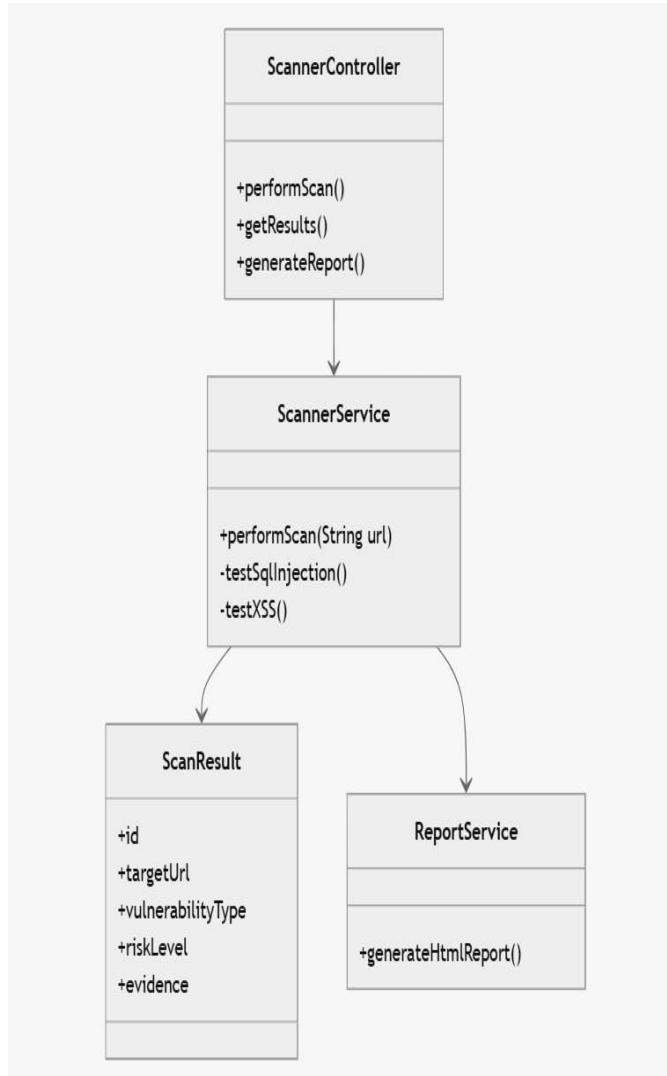 ScannerController
+performScan()
+getResults()
+generateReport()
ScannerService
+performScan(String url)
-testSqlInjection()
-testXSS()
ScanResult
+id
+targetUrl
+vulnerabilityType
+riskLevel
+evidence
ReportService
+generateHtmlReport()